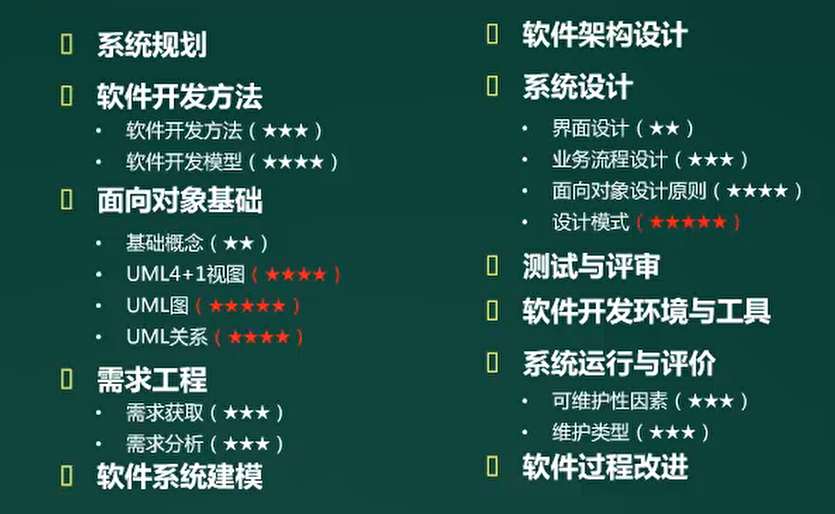 系统规划
软件开发方法
• 软件开发方法（★★★）
• 软件开发模型（★★★★）
面向对象基础
• 基础概念（★★）
• UML4+1视图（★★★★）
• UML图（★★★★★）
• UML关系（★★★★）
需求工程
• 需求获取（★★★）
• 需求分析（★★★）
软件系统建模
软件架构设计
系统设计
• 界面设计（★★）
• 业务流程设计（★★★）
• 面向对象设计原则（★★★★）
• 设计模式（★★★★★）
测试与评审
软件开发环境与工具
系统运行与评价
• 可维护性因素（★★★）
• 维护类型（★★★）
软件过程改进